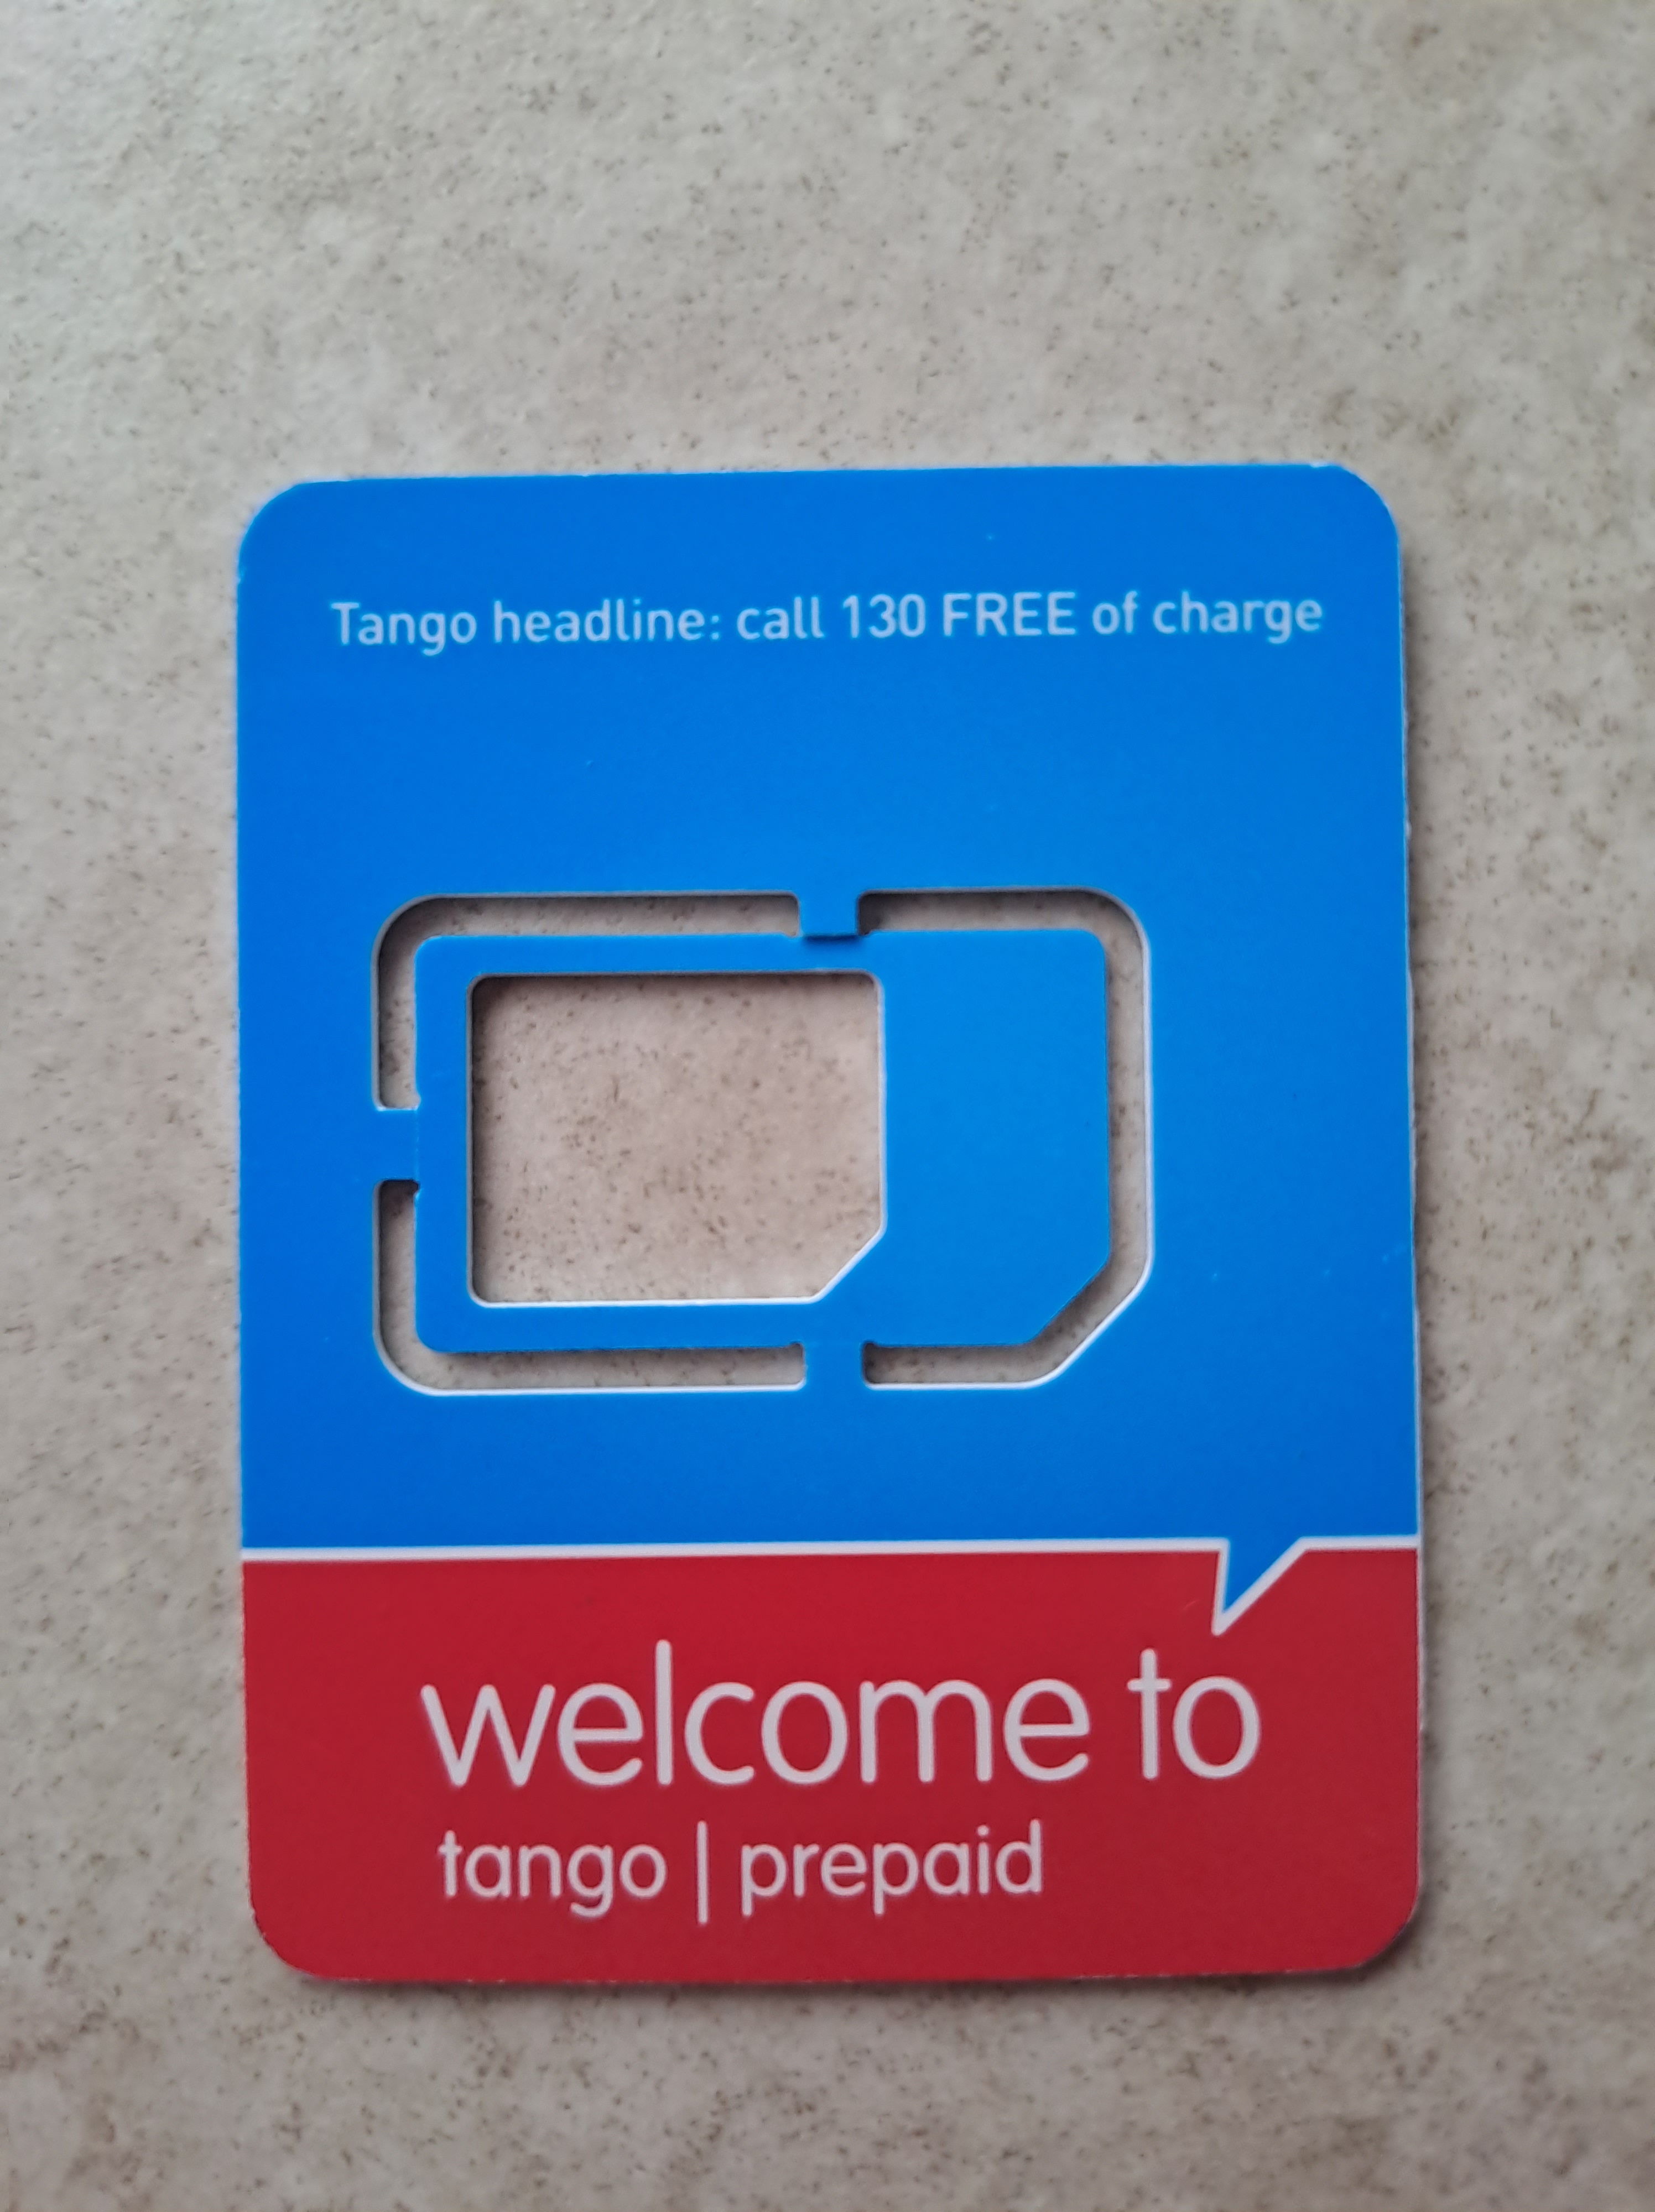 Tango headline: call 130 FREE of charge
welcome to
tango | prepaid